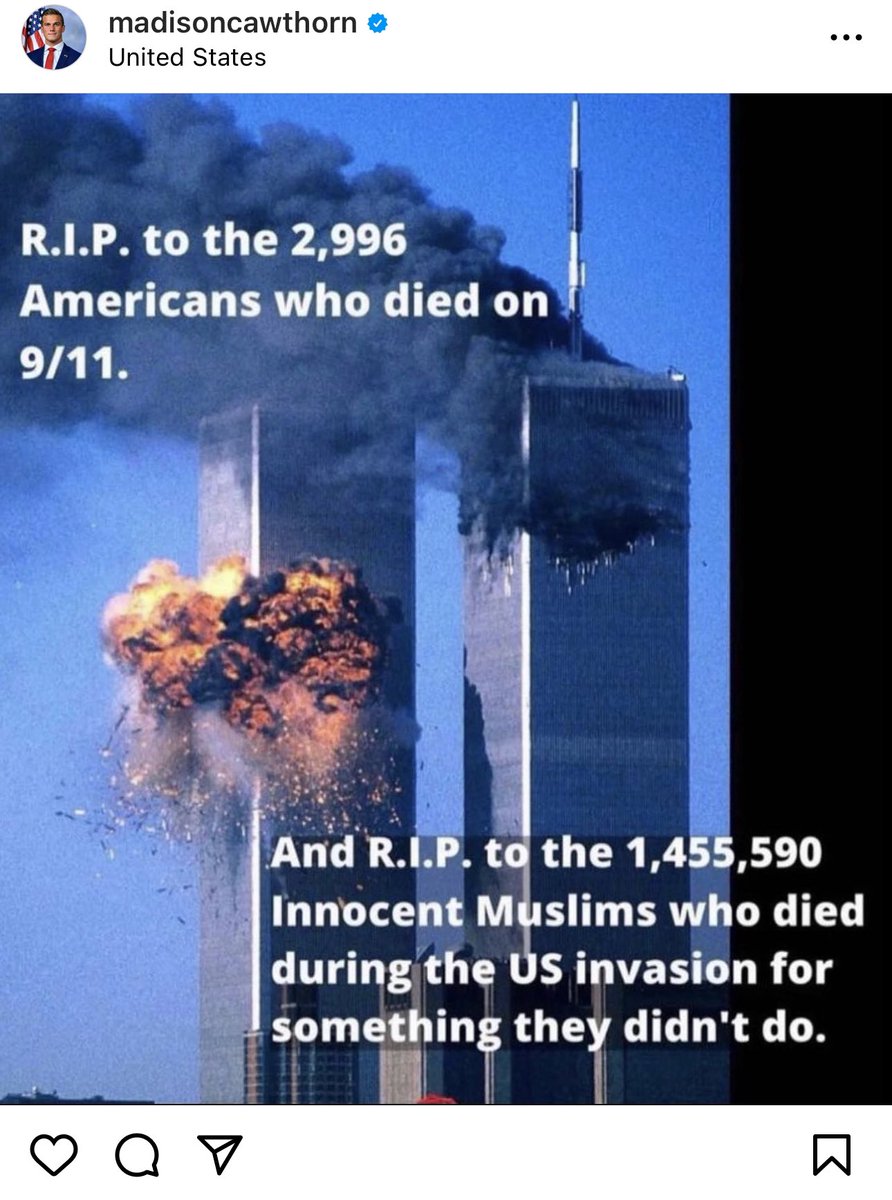 madisoncawthorn
United States
R.I.P. to the 2,996
Americans who died on
9/11.
And R.I.P. to the 1,455,590
Innocent Muslims who died
during the US invasion for
something they didn't do.